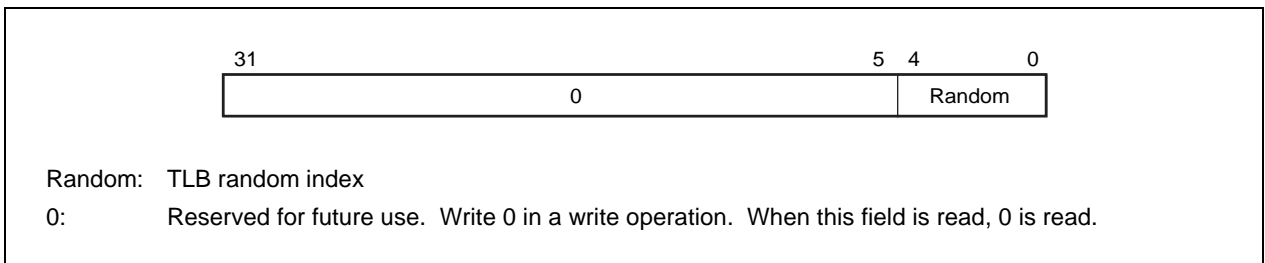 31 5 4 0
0 Random
Random: TLB random index
0: Reserved for future use. Write 0 in a write operation. When this field is read, 0 is read.